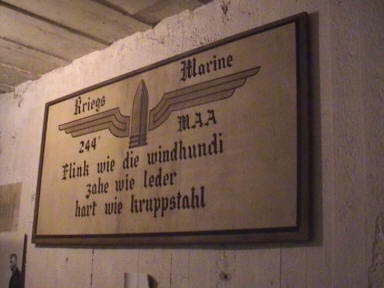 Kriegs Marine
244' MAA
Flink wie die windhundi
zahe wie leder
hart wie kruppstahl